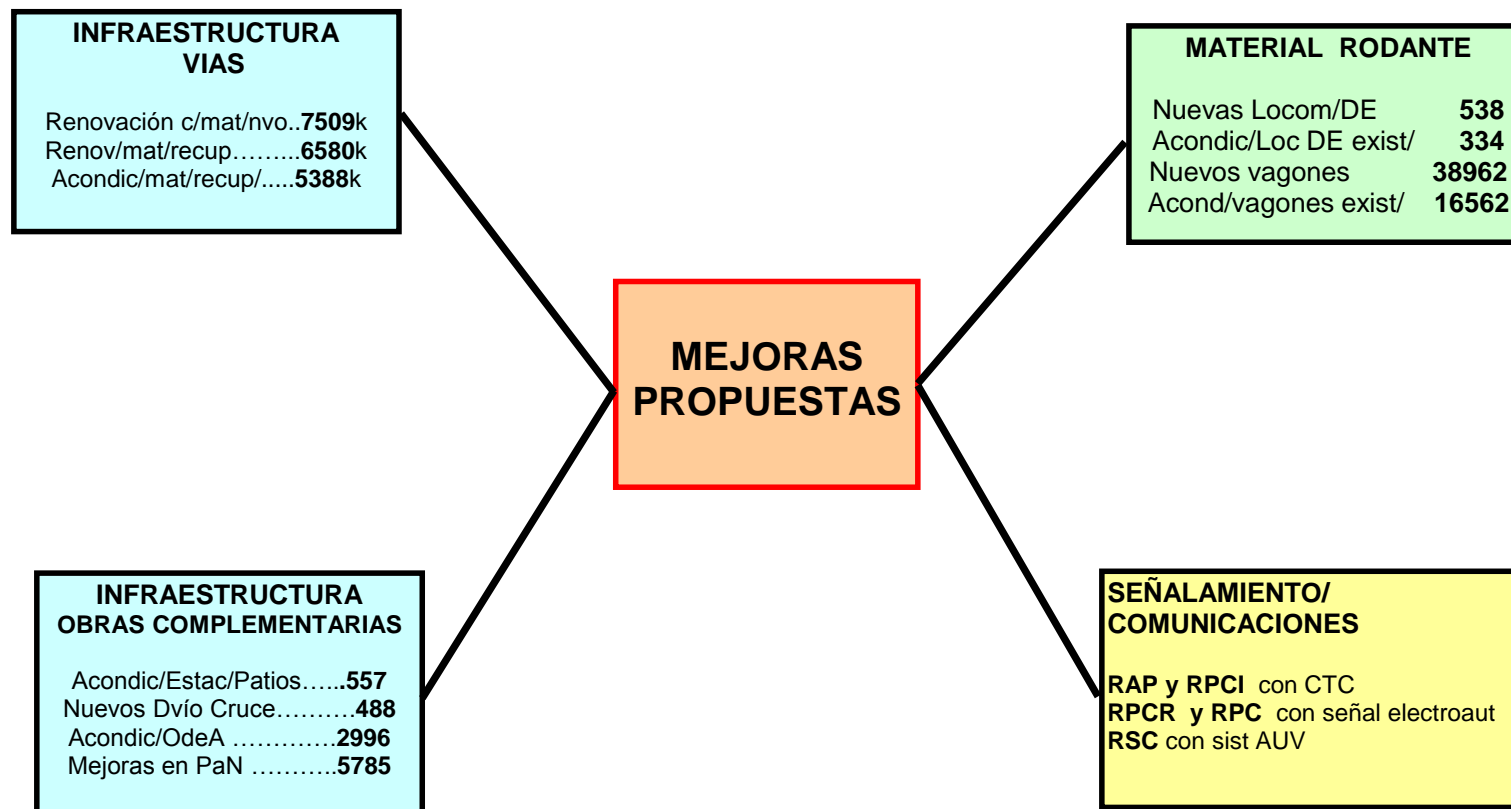 INFRAESTRUCTURA
VIAS
Renovación c/mat/nvo..7509k
Renov/mat/recup……...6580k
Acondic/mat/recup/.....5388k
MATERIAL RODANTE
Nuevas Locom/DE 538
Acondic/Loc DE exist/ 334
Nuevos vagones 38962
Acond/vagones exist/ 16562
MEJORAS
PROPUESTAS
INFRAESTRUCTURA
OBRAS COMPLEMENTARIAS
Acondic/Estac/Patios…...557
Nuevos Dvío Cruce……….488
Acondic/OdeA ………….2996
Mejoras en PaN ………..5785
SEÑALAMIENTO/
COMUNICACIONES
RAP y RPCI con CTC
RPCR y RPC con señal electroaut
RSC con sist AUV